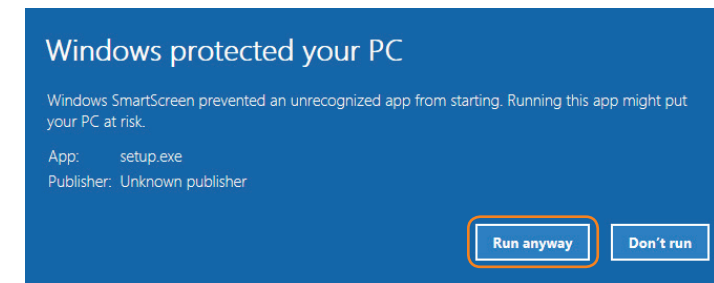 Windows protected your PC
Windows SmartScreen prevented an unrecognized app from starting. Running this app might put
your PC at risk.
App: setup.exe
Publisher: Unknown publisher
Run anyway Don't run